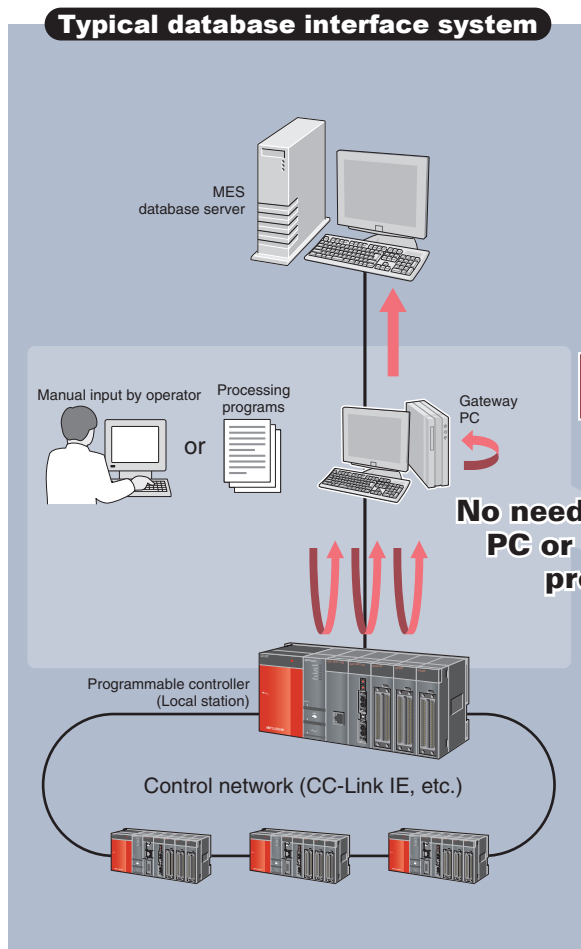 Typical database interface system
MES
database server
Manual input by operator
or
Processing
programs
Gateway
PC
No need
PC or
Programmable controller
(Local station)
Control network (CC-Link IE, etc.)